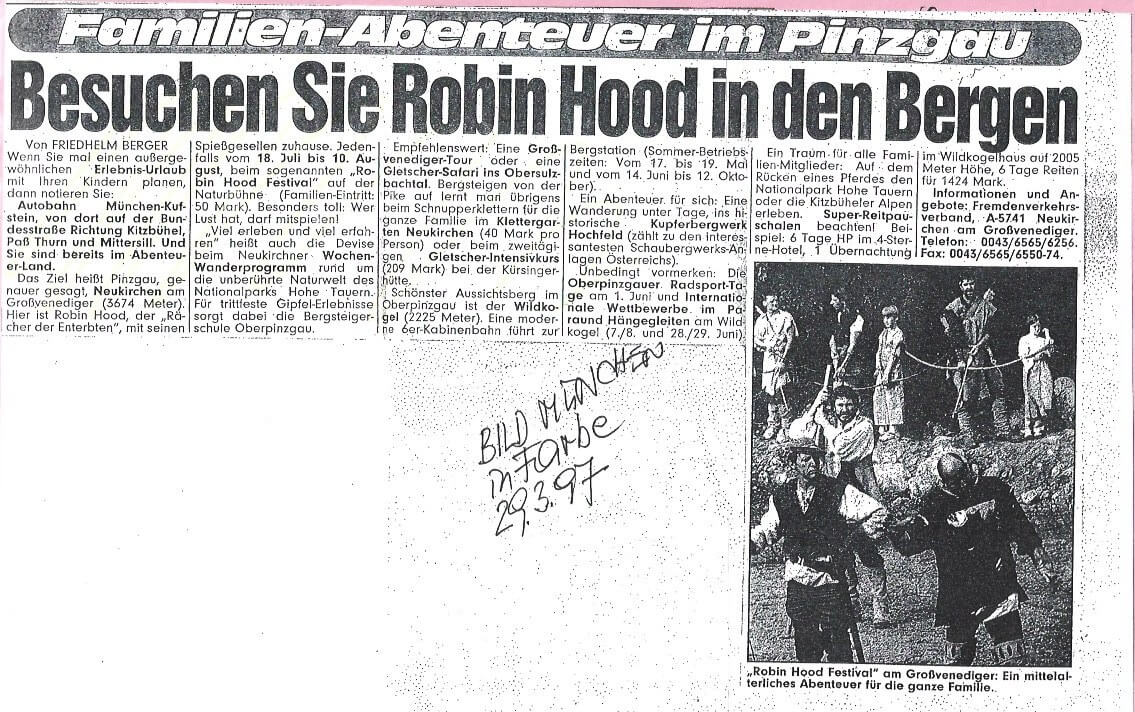 Familien-Abenteuer im Pinzgau
Besuchen Sie Robin Hood in den Bergen
Von FRIEDHELM BERGER
Wenn Sie mal einen außerge-
wöhnlichen Erlebnis-Urlaub
mit Ihren Kindern planen,
dann notieren Sie:
Autobahn München-Kuf-
stein, von dort auf der Bun-
desstraße Richtung Kitzbühel,
Paß Thurn und Mittersill. Und
Sie sind bereits im Abenteu-
er-Land.
Das Ziel heißt Pinzgau, ge-
nauer gesagt, Neukirchen am
Großvenediger (3674 Meter).
Hier ist Robin Hood, der „Rä-
cher der Enterbten", mit seinen
Spießgesellen zuhause. Jeden-
falls vom 18. Juli bis 10. Au-
gust, beim sogenannten „Ro-
bin Hood Festival" auf der
Naturbühne (Familien-Eintritt:
50 Mark). Besonders toll: Wer
Lust hat, darf mitspielen!
„Viel erleben und viel erfah-
ren" heißt auch die Devise
beim Neukirchner Wochen-
Wanderprogramm rund um
die unberührte Naturwelt des
Nationalparks Hohe Tauern.
Für trittfeste Gipfel-Erlebnisse
sorgt dabei die Bergsteiger-
schule Oberpinzgau.
Empfehlenswert: Eine Groß-
venediger-Tour oder eine
Gletscher-Safari ins Obersulz-
bachtal. Bergsteigen von der
Pike auf lernt man übrigens
beim Schnupperklettern für die
ganze Familie im Kletter­gar-
ten Neukirchen (40 Mark pro
Person) oder beim zweitägi-
gen Gletscher-Intensivkurs
(209 Mark) bei der Kürsinger-
hütte.
Schönster Aussichtsberg im
Oberpinzgau ist der Wildko-
gel (2225 Meter). Eine moder-
ne 6er-Kabinenbahn führt zur
Bergstation (Sommer-Betriebs-
zeiten: Vom 17. bis 19. Mai
und vom 14. Juni bis 12. Okto-
ber).
Ein Abenteuer für sich: Eine
Wanderung unter Tage, ins hi-
storische Kupferbergwerk
Hochfeld (zählt zu den interes-
santesten Schaubergwerks-An-
lagen Österreichs).
Unbedingt vormerken: Die
Oberpinzgauer Radsport-Ta-
ge am 1. Juni und Internatio-
nale Wettbewerbe im Pa-
raund Hängegleiten am Wild-
kogel (7./8. und 28./29. Juni).
Ein Traum für alle Fami-
lien-Mitglieder: Auf dem
Rücken eines Pferdes den
Nationalpark Hohe Tauern
oder die Kitzbüheler Alpen
erleben. Super-Reitpau-
schalen beachten! Bei-
spiel: 6 Tage HP im 4-Ster-
ne-Hotel, 1 Übernachtung
im Wildkogelhaus auf 2005
Meter Höhe, 6 Tage Reiten
für 1424 Mark.
Informationen und An-
gebote: Fremdenverkehrs-
verband, A-5741 Neukir-
chen am Großvenediger.
Telefon: 0043/6565/6256.
Fax: 0043/6565/6550-74.
BILD MÜNCHEN
in Farbe
29.3.97
„Robin Hood Festival" am Großvenediger: Ein mittelal-
terliches Abenteuer für die ganze Familie.